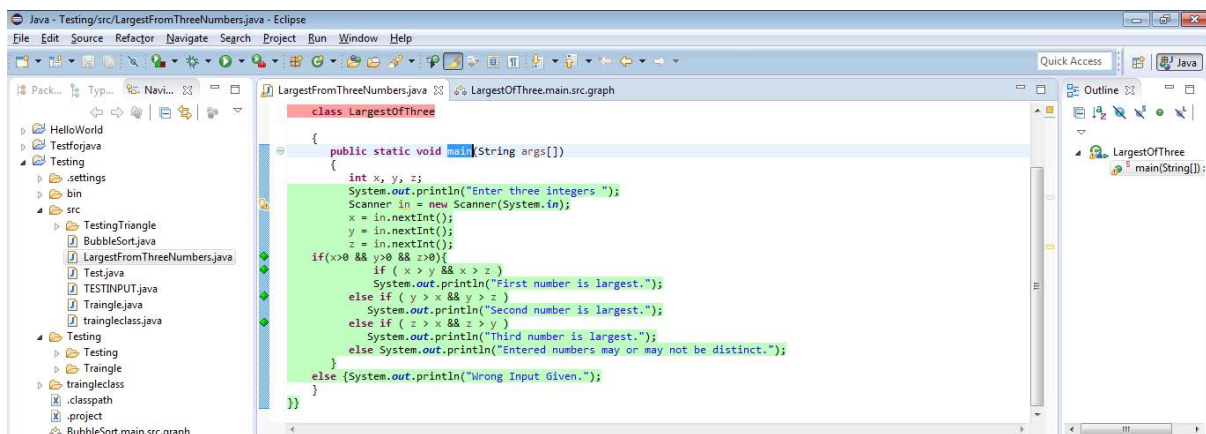 Java - Testing/src/LargestFromThreeNumbers.java - Eclipse
File Edit Source Refactor Navigate Search Project Run Window Help
Quick Access Java
Pack... Typ... Navi...
HelloWorld
Testforjava
Testing
.settings
bin
src
TestingTriangle
BubbleSort.java
LargestFromThreeNumbers.java
Test.java
TESTINPUT.java
Traingle.java
traingleclass.java
Testing
Testing
Traingle
traingleclass
.classpath
.project
BubbleSort.main.src.graph
LargestFromThreeNumbers.java LargestOfThree.main.src.graph
class LargestOfThree
{
public static void main(String args[])
{
int x, y, z;
System.out.println("Enter three integers ");
Scanner in = new Scanner(System.in);
x = in.nextInt();
y = in.nextInt();
z = in.nextInt();
if(x>0 && y>0 && z>0){
if ( x > y && x > z )
System.out.println("First number is largest.");
else if ( y > x && y > z )
System.out.println("Second number is largest.");
else if ( z > x && z > y )
System.out.println("Third number is largest.");
else System.out.println("Entered numbers may or may not be distinct.");
}
else {System.out.println("Wrong Input Given.");
}
}}
Outline
LargestOfThree
main(String[]) :